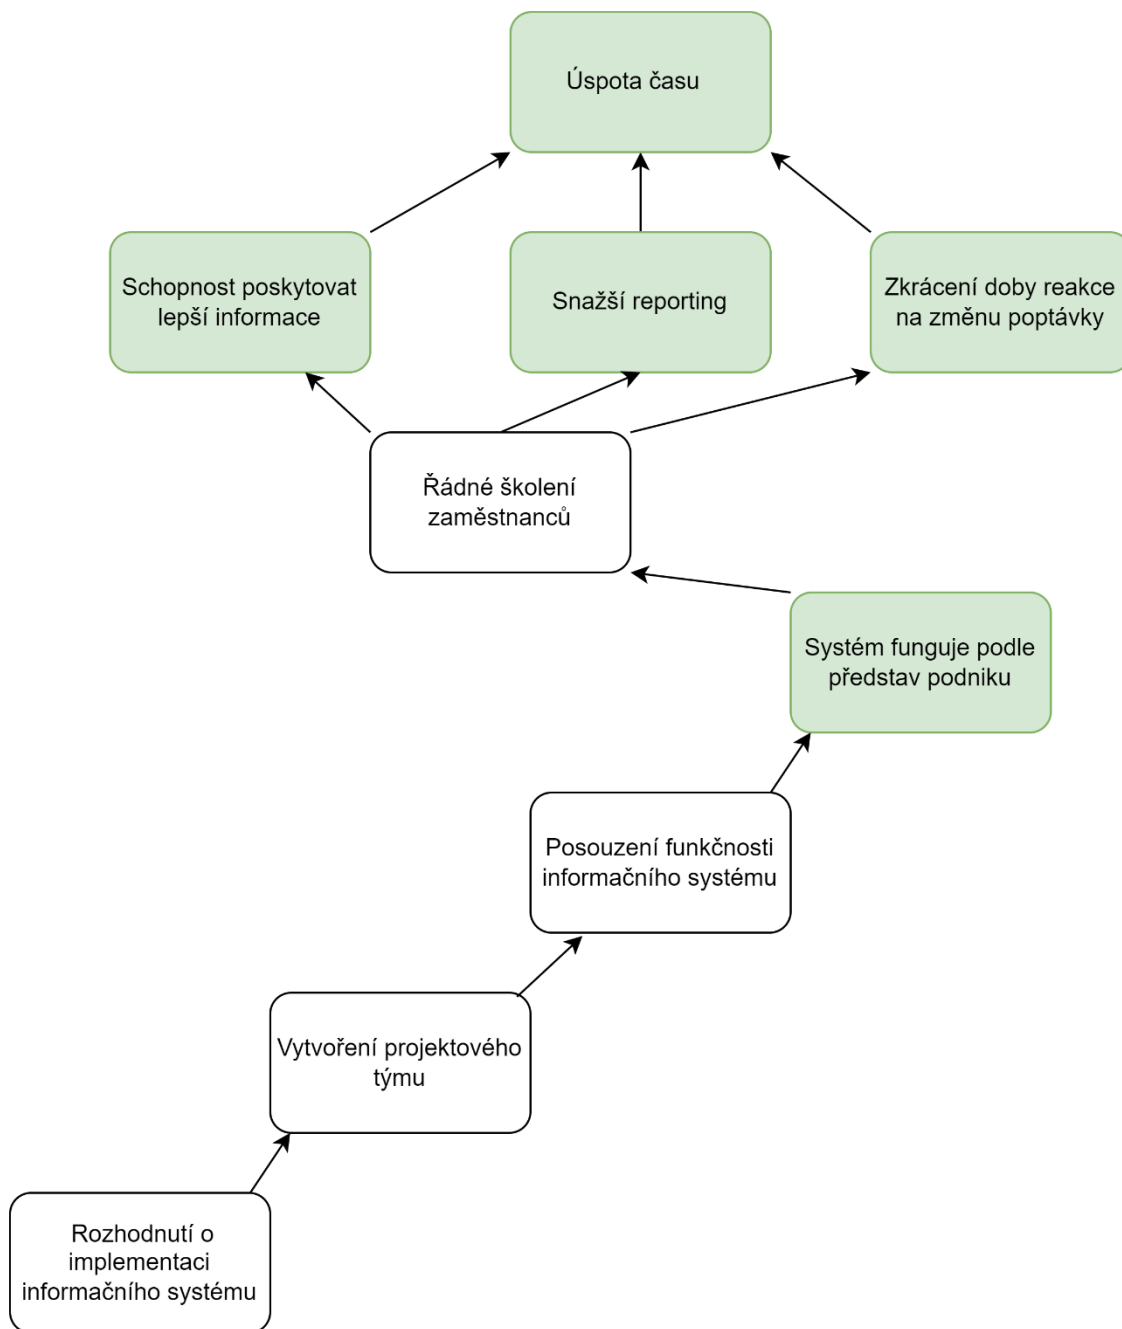 Úspota času
Schopnost poskytovat
lepší informace
Snažší reporting
Zkrácení doby reakce
na změnu poptávky
Řádné školení
zaměstnanců
Systém funguje podle
představ podniku
Posouzení funkčnosti
informačního systému
Vytvoření projektového
týmu
Rozhodnutí o
implementaci
informačního systému